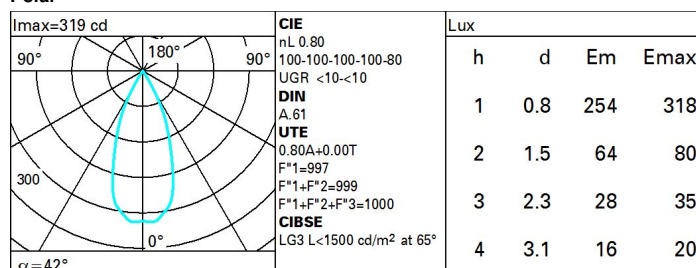 Imax=319 cd
90° 180° 90°
300
0°
α=42°
CIE
nL 0.80
100-100-100-100-80
UGR <10-<10
DIN
A.61
UTE
0.80A+0.00T
F"1=997
F"1+F"2=999
F"1+F"2+F"3=1000
CIBSE
LG3 L<1500 cd/m² at 65°
Lux
h d Em Emax
1 0.8 254 318
2 1.5 64 80
3 2.3 28 35
4 3.1 16 20